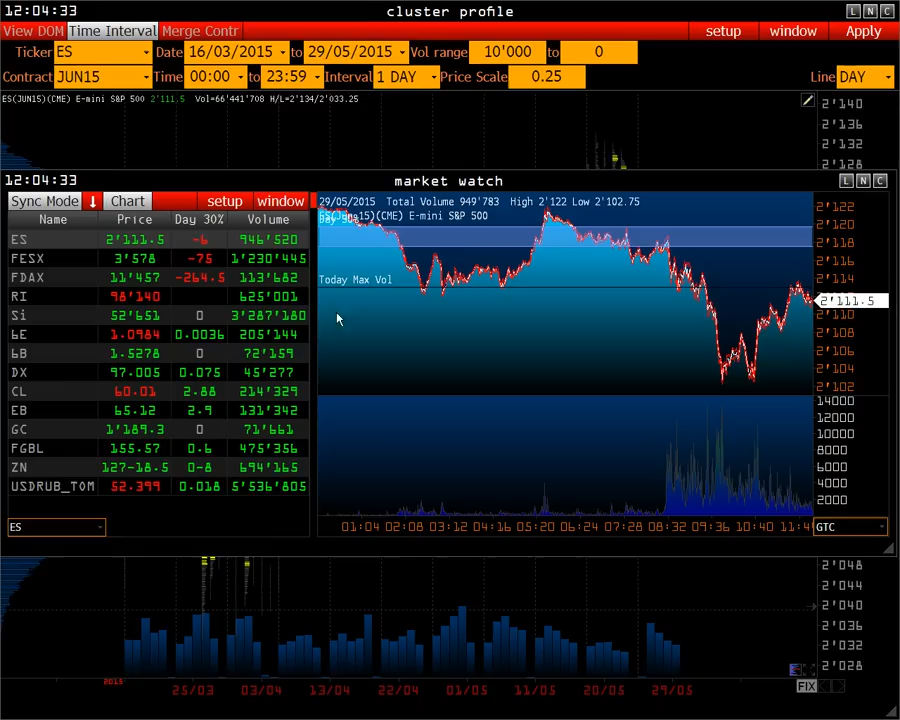 12:04:33 cluster profile L N C
View DOM Time Interval Merge Contr setup window Apply
Ticker ES Date 16/03/2015 to 29/05/2015 Vol range 10'000 to 0
Contract JUN15 Time 00:00 to 23:59 Interval 1 DAY Price Scale 0.25 Line DAY
ES(JUN15)(CME) E-mini S&P 500 2'111.5 Vol=66'441'708 H/L=2'134/2'033.25
2'140
2'136
2'132
2'128
12:04:33 market watch L N C
Sync Mode ↓ Chart setup window
Name Price Day 30% Volume
ES 2'111.5 -6 946'520
FESX 3'578 -75 1'230'445
FDAX 11'457 -264.5 113'682
RI 98'140 625'001
Si 52'651 0 3'287'180
6E 1.0984 0.0036 205'144
6B 1.5278 0 72'159
DX 97.005 0.075 45'277
CL 60.01 2.88 214'329
EB 65.12 2.9 131'342
GC 1'189.3 0 71'661
FGBL 155.57 0.6 475'356
ZN 127-18.5 0-8 694'165
USDRUB_TOM 52.399 0.018 5'536'805
ES
29/05/2015 Total Volume 949'783 High 2'122 Low 2'102.75
ES(Jun15)(CME) E-mini S&P 500
Today Max Vol
2'122
2'120
2'118
2'116
2'114
2'111.5
2'110
2'108
2'106
2'104
2'102
14000
12000
10000
8000
6000
4000
2000
01:04 02:08 03:12 04:16 05:20 06:24 07:28 08:32 09:36 10:40 11:4
GTC
2'048
2'044
2'040
2'036
2'032
2'028
2015
25/03 03/04 13/04 22/04 01/05 11/05 20/05 29/05
FIX